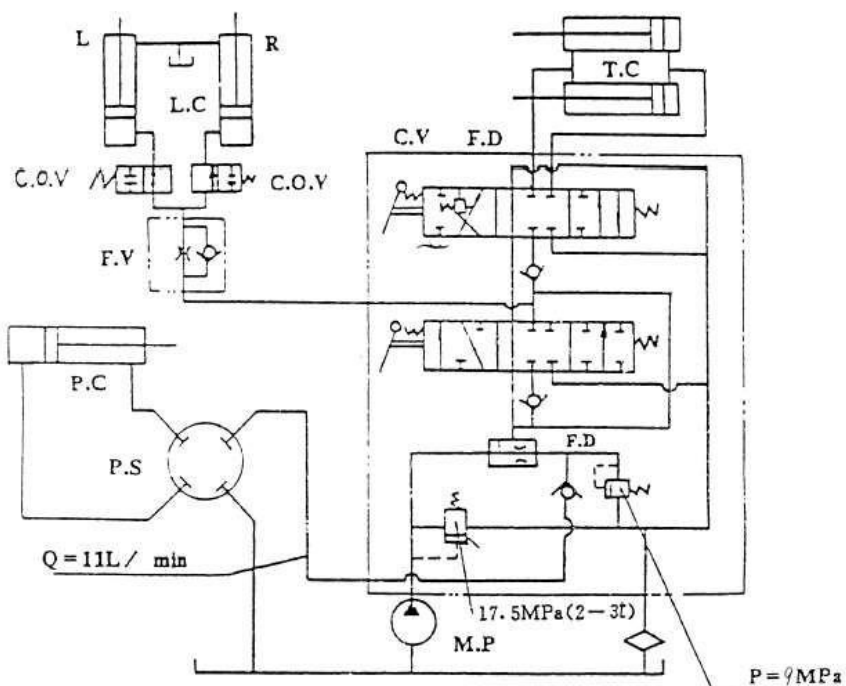 L
R
L.C
T.C
C.V F.D
C.O.V
C.O.V
F.V
P.C
P.S
F.D
Q=11L/ min
17.5MPa(2-3t)
M.P
P=9MPa